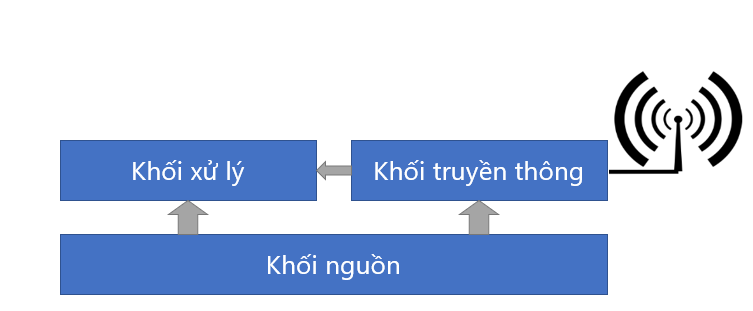 Khối xử lý
Khối truyền thông
Khối nguồn